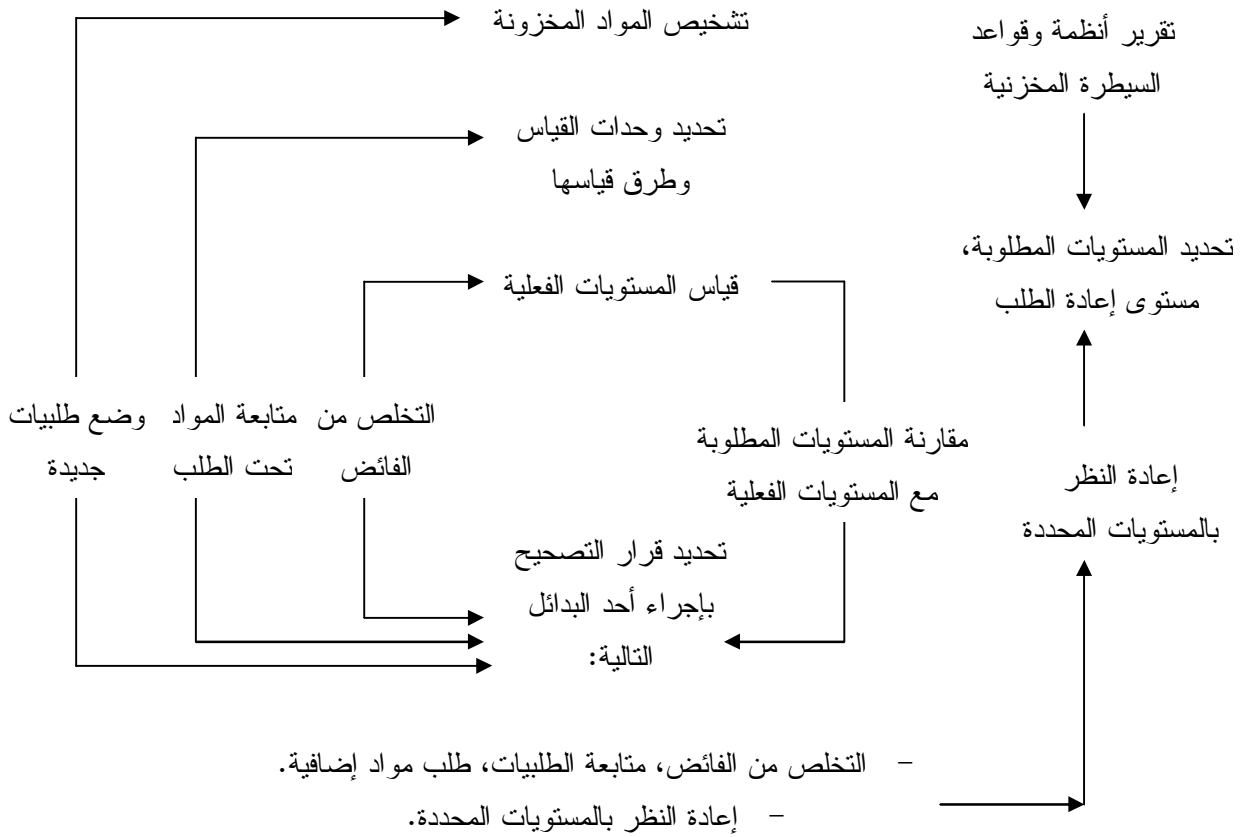 تشخيص المواد المخزونة
تقرير أنظمة وقواعد
السيطرة المخزنية
تحديد وحدات القياس
وطرق قياسها
تحديد المستويات المطلوبة،
مستوى إعادة الطلب
قياس المستويات الفعلية
التخلص من
الفائض
متابعة المواد
تحت الطلب
وضع طلبيات
جديدة
مقارنة المستويات المطلوبة
مع المستويات الفعلية
إعادة النظر
بالمستويات المحددة
تحديد قرار التصحيح
بإجراء أحد البدائل
التالية:
– التخلص من الفائض، متابعة الطلبيات، طلب مواد إضافية.
– إعادة النظر بالمستويات المحددة.